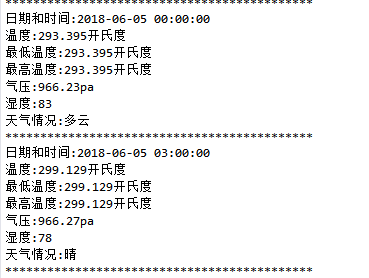 ********************************************
日期和时间:2018-06-05 00:00:00
温度:293.395开氏度
最低温度:293.395开氏度
最高温度:293.395开氏度
气压:966.23pa
湿度:83
天气情况:多云
********************************************
日期和时间:2018-06-05 03:00:00
温度:299.129开氏度
最低温度:299.129开氏度
最高温度:299.129开氏度
气压:966.27pa
湿度:78
天气情况:晴
********************************************